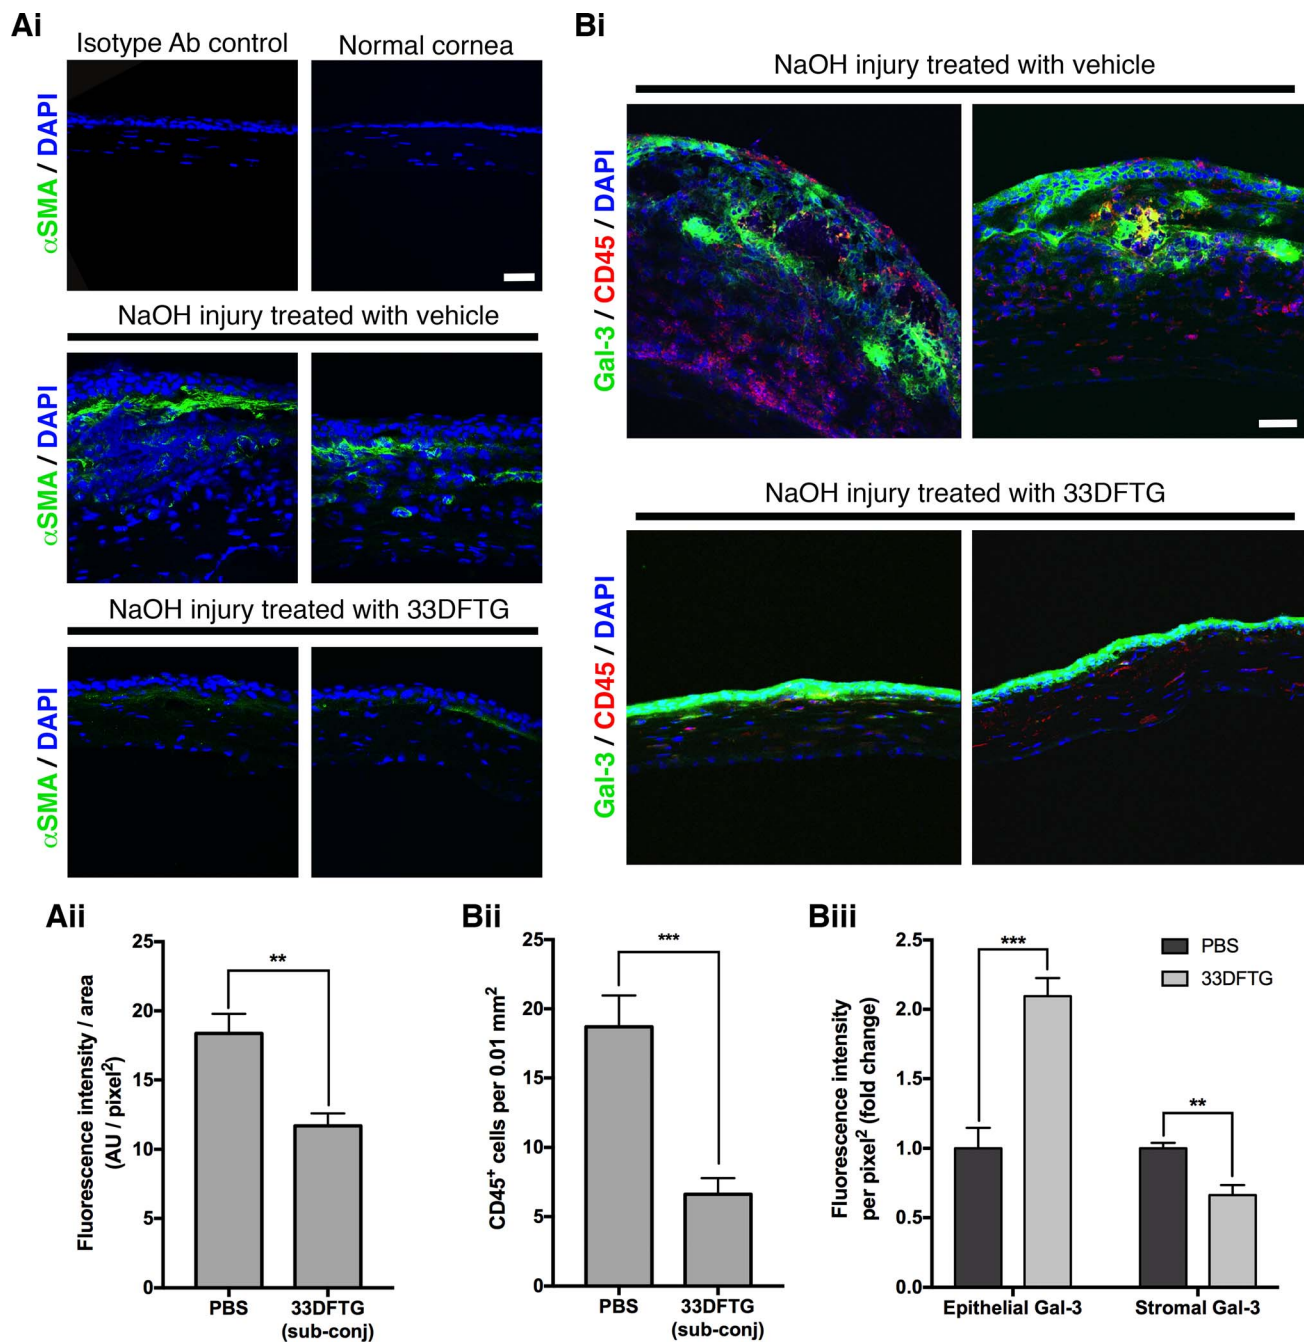 Ai
Isotype Ab control
Normal cornea
αSMA / DAPI
NaOH injury treated with vehicle
αSMA / DAPI
NaOH injury treated with 33DFTG
αSMA / DAPI
Bi
NaOH injury treated with vehicle
Gal-3 / CD45 / DAPI
NaOH injury treated with 33DFTG
Gal-3 / CD45 / DAPI
Aii
Fluorescence intensity / area
(AU / pixel²)
25
20
15
10
5
0
**
PBS
33DFTG
(sub-conj)
Bii
CD45⁺ cells per 0.01 mm²
25
20
15
10
5
0
***
PBS
33DFTG
(sub-conj)
Biii
Fluorescence intensity
per pixel² (fold change)
2.5
2.0
1.5
1.0
0.5
0.0
***
**
PBS
33DFTG
Epithelial Gal-3
Stromal Gal-3